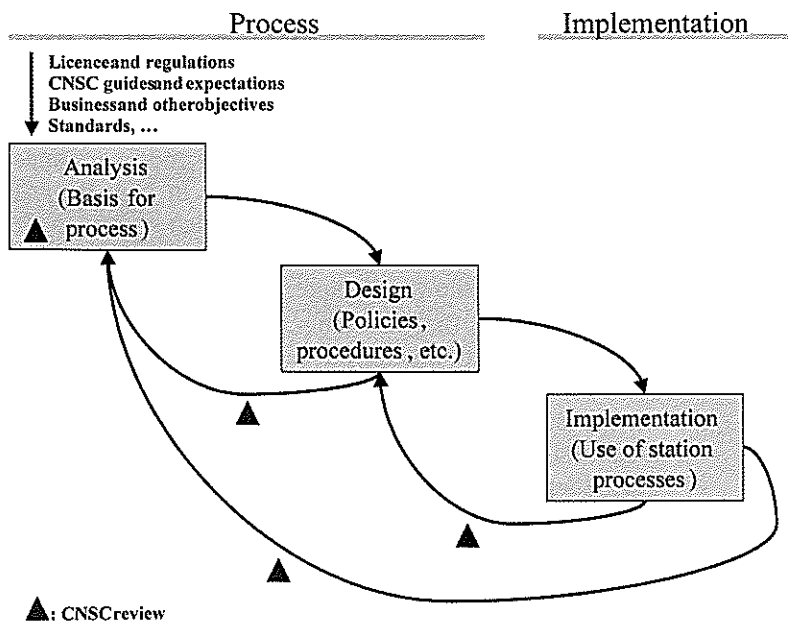 Process
Implementation
Licenceand regulations
CNSC guidesand expectations
Businessand otherobjectives
Standards, ...
Analysis
(Basis for
process)
Design
(Policies,
procedures, etc.)
Implementation
(Use of station
processes)
: CNSCreview